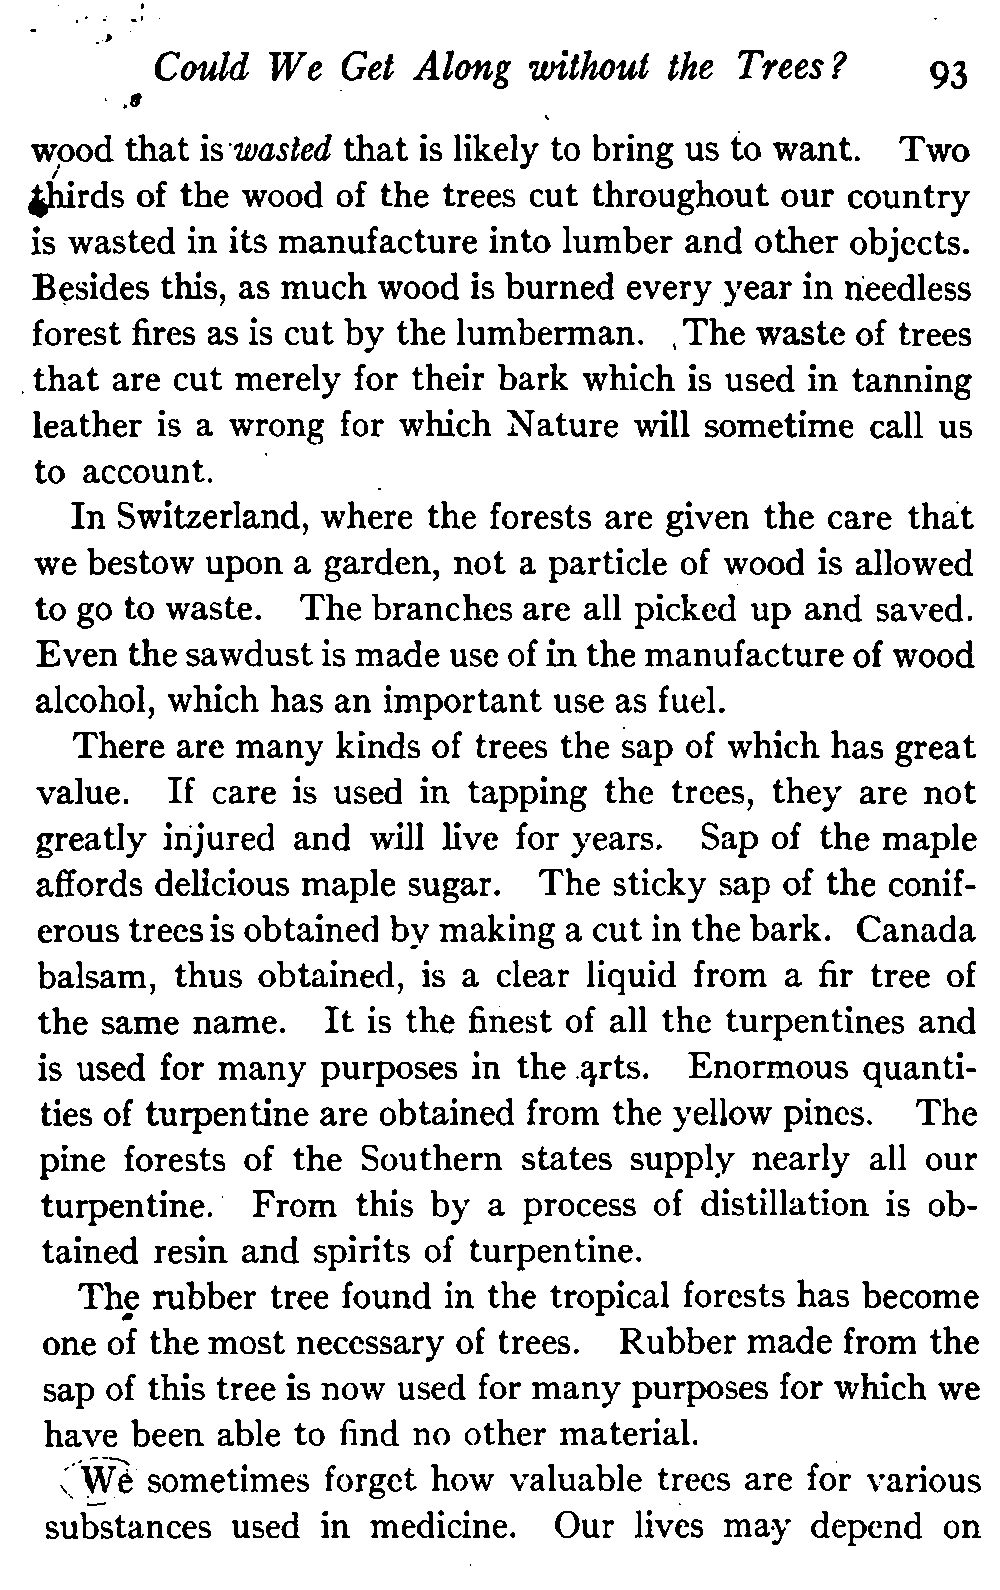 Could We Get Along without the Trees? 93
wood that is wasted that is likely to bring us to want. Two
thirds of the wood of the trees cut throughout our country
is wasted in its manufacture into lumber and other objects.
Besides this, as much wood is burned every year in needless
forest fires as is cut by the lumberman. The waste of trees
that are cut merely for their bark which is used in tanning
leather is a wrong for which Nature will sometime call us
to account.
In Switzerland, where the forests are given the care that
we bestow upon a garden, not a particle of wood is allowed
to go to waste. The branches are all picked up and saved.
Even the sawdust is made use of in the manufacture of wood
alcohol, which has an important use as fuel.
There are many kinds of trees the sap of which has great
value. If care is used in tapping the trees, they are not
greatly injured and will live for years. Sap of the maple
affords delicious maple sugar. The sticky sap of the conif-
erous trees is obtained by making a cut in the bark. Canada
balsam, thus obtained, is a clear liquid from a fir tree of
the same name. It is the finest of all the turpentines and
is used for many purposes in the arts. Enormous quanti-
ties of turpentine are obtained from the yellow pines. The
pine forests of the Southern states supply nearly all our
turpentine. From this by a process of distillation is ob-
tained resin and spirits of turpentine.
The rubber tree found in the tropical forests has become
one of the most necessary of trees. Rubber made from the
sap of this tree is now used for many purposes for which we
have been able to find no other material.
We sometimes forget how valuable trees are for various
substances used in medicine. Our lives may depend on